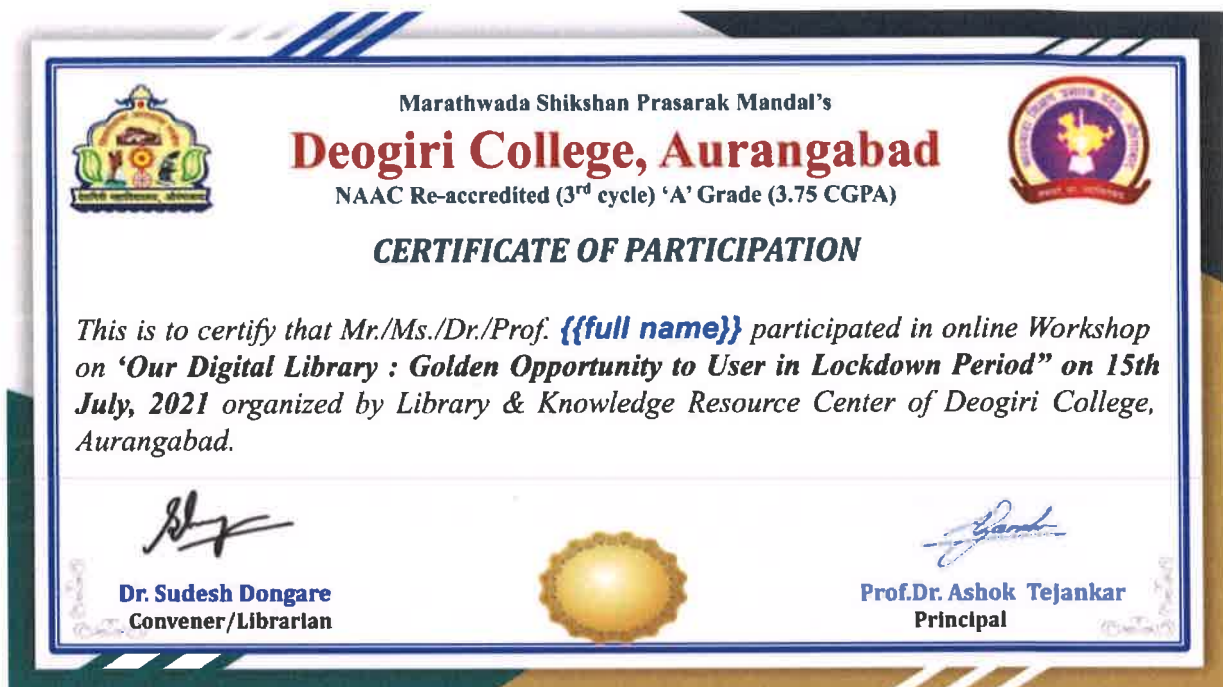 Marathwada Shikshan Prasarak Mandal's
Deogiri College, Aurangabad
NAAC Re-accredited (3rd cycle) 'A' Grade (3.75 CGPA)
CERTIFICATE OF PARTICIPATION
This is to certify that Mr./Ms./Dr./Prof. {{full name}} participated in online Workshop
on ‘Our Digital Library : Golden Opportunity to User in Lockdown Period” on 15th
July, 2021 organized by Library & Knowledge Resource Center of Deogiri College,
Aurangabad.
Dr. Sudesh Dongare
Convener/Librarian
Prof.Dr. Ashok Tejankar
Principal